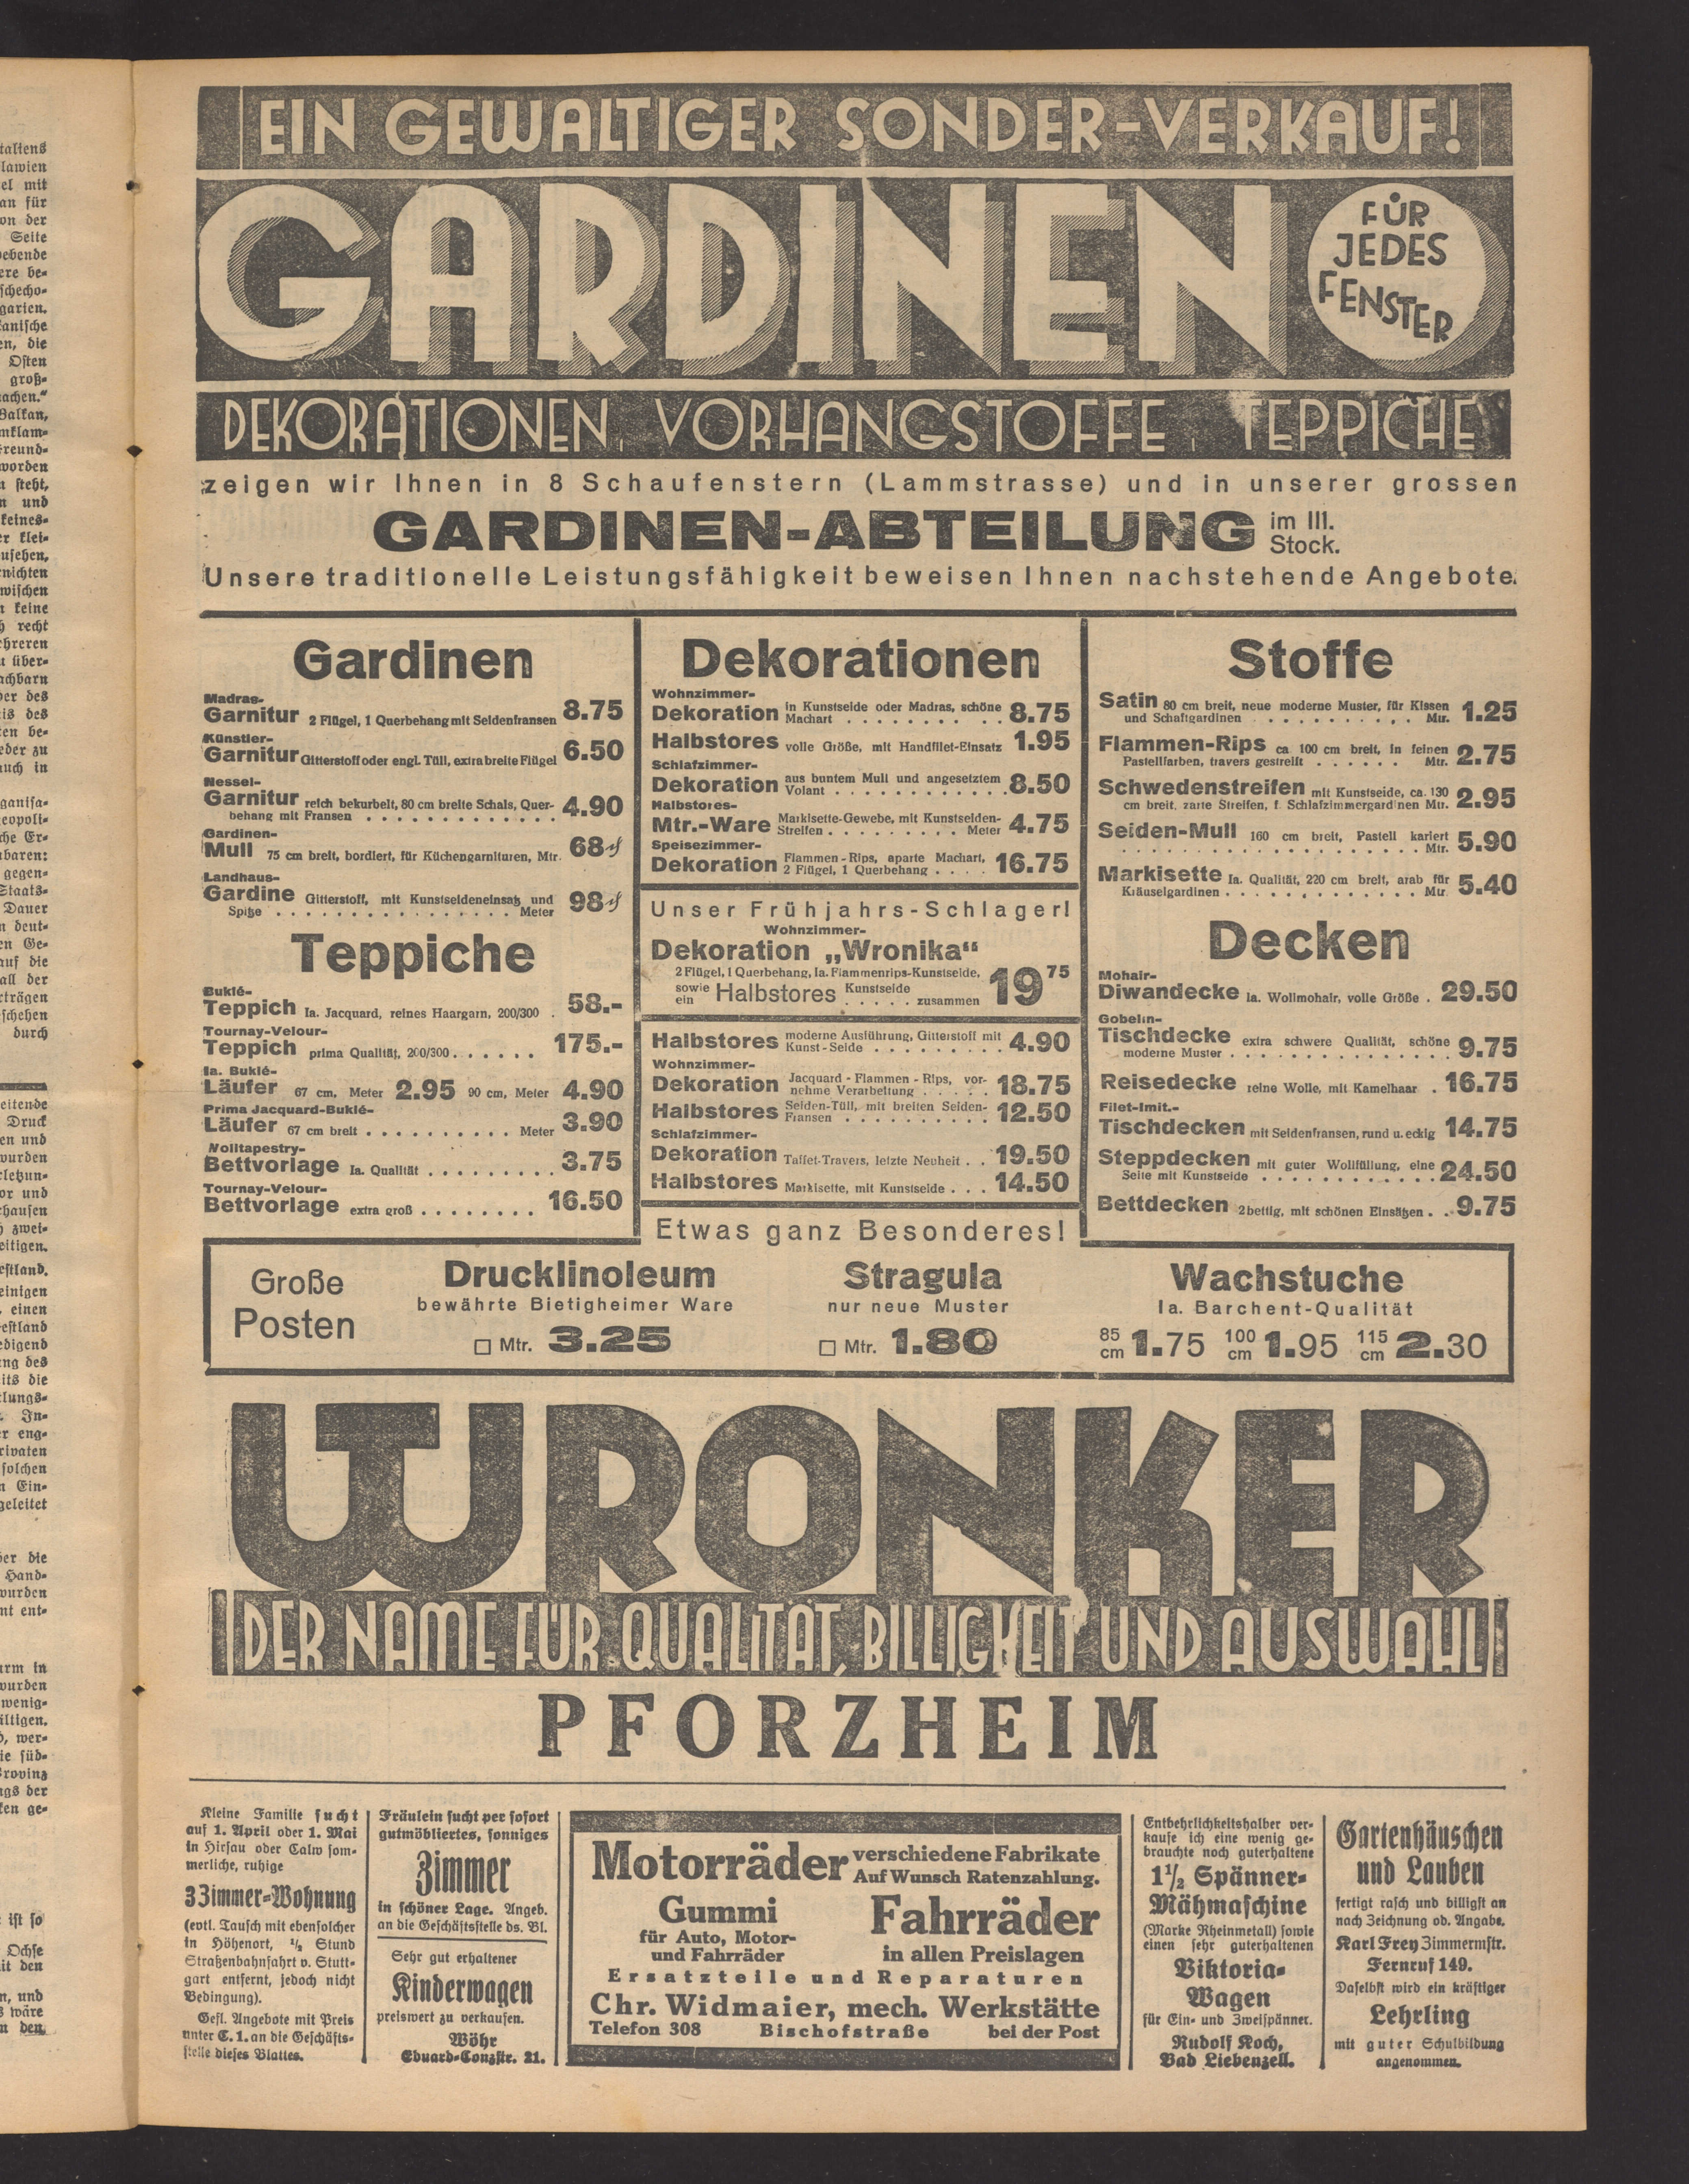 EIN GEWALTIGER SONDER-VERKAUF!
GARDINEN
FÜR
JEDES
FENSTER
DEKORATIONEN, VORHANGSTOFFE, TEPPICHE
zeigen wir Ihnen in 8 Schaufenstern (Lammstrasse) und in unserer grossen
GARDINEN-ABTEILUNG im III. Stock.
Unsere traditionelle Leistungsfähigkeit beweisen Ihnen nachstehende Angebote.
Gardinen
Madras-
Garnitur 2 Flügel, 1 Querbehang mit Seidenfransen 8.75
Künstler-
Garnitur Gitterstoff oder engl. Tüll, extra breite Flügel 6.50
Nessel-
Garnitur reich bekurbelt, 80 cm breite Schals, Quer-
behang mit Fransen . . . . . . . . . . . . . 4.90
Gardinen-
Mull 75 cm breit, bordiert, für Küchengarnituren, Mtr. 68 ₰
Landhaus-
Gardine Gitterstoff, mit Kunstseideneinsatz und
Spitze . . . . . . . . . . . . . . . . Meter 98 ₰
Teppiche
Buklé-
Teppich Ia. Jacquard, reines Haargarn, 200/300 . 58.-
Tournay-Velour-
Teppich prima Qualität, 200/300 . . . . . . 175.-
Ia. Buklé-
Läufer 67 cm, Meter 2.95 90 cm, Meter 4.90
Prima Jacquard-Buklé-
Läufer 67 cm breit . . . . . . . . . . Meter 3.90
Wolltapestry-
Bettvorlage Ia. Qualität . . . . . . . . . 3.75
Tournay-Velour-
Bettvorlage extra groß . . . . . . . . 16.50
Dekorationen
Wohnzimmer-
Dekoration in Kunstseide oder Madras, schöne
Machart . . . . . . . . . . 8.75
Halbstores volle Größe, mit Handfilet-Einsatz 1.95
Schlafzimmer-
Dekoration aus buntem Mull und angesetztem
Volant . . . . . . . . . . . . 8.50
Halbstores-
Mtr.-Ware Markisette-Gewebe, mit Kunstseiden-
Streifen . . . . . . . . . Meter 4.75
Speisezimmer-
Dekoration Flammen-Rips, aparte Machart,
2 Flügel, 1 Querbehang . . . . 16.75
Unser Frühjahrs-Schlager!
Wohnzimmer-
Dekoration „Wronika“
2 Flügel, 1 Querbehang, Ia. Flammenrips-Kunstseide,
sowie ein Halbstores Kunstseide . . . . . zusammen 19 75
Halbstores moderne Ausführung, Gitterstoff mit
Kunst-Seide . . . . . . . . . 4.90
Wohnzimmer-
Dekoration Jacquard-Flammen-Rips, vor-
nehme Verarbeitung . . . . . 18.75
Halbstores Seiden-Tüll, mit breiten Seiden-
Fransen . . . . . . . . . . 12.50
Schlafzimmer-
Dekoration Taffet-Travers, letzte Neuheit . . 19.50
Halbstores Markisette, mit Kunstseide . . . 14.50
Stoffe
Satin 80 cm breit, neue moderne Muster, für Kissen
und Schaftgardinen . . . . . . . . . . Mtr. 1.25
Flammen-Rips ca. 100 cm breit, in feinen
Pastellfarben, travers gestreift . . . . . . Mtr. 2.75
Schwedenstreifen mit Kunstseide, ca. 130
cm breit, zarte Streifen, f. Schlafzimmergardinen Mtr. 2.95
Seiden-Mull 160 cm breit, Pastell kariert
. . . . . . . . . . . . . . . . . . . Mtr. 5.90
Markisette Ia. Qualität, 220 cm breit, arab für
Kräuselgardinen . . . . . . . . . . . . Mtr. 5.40
Decken
Mohair-
Diwandecke Ia. Wollmohair, volle Größe . 29.50
Gobelin-
Tischdecke extra schwere Qualität, schöne
moderne Muster . . . . . . . . . . . . . . 9.75
Reisedecke reine Wolle, mit Kamelhaar . 16.75
Filet-Imit.-
Tischdecken mit Seidenfransen, rund u. eckig 14.75
Steppdecken mit guter Wollfüllung, eine
Seite mit Kunstseide . . . . . . . . . . . . 24.50
Bettdecken 2bettig, mit schönen Einsätzen . . 9.75
Etwas ganz Besonderes!
Große
Posten
Drucklinoleum
bewährte Bietigheimer Ware
□ Mtr. 3.25
Stragula
nur neue Muster
□ Mtr. 1.80
Wachstuche
Ia. Barchent-Qualität
85 cm 1.75 100 cm 1.95 115 cm 2.30
WRONKER
DER NAME FÜR QUALITÄT, BILLIGKEIT UND AUSWAHL
PFORZHEIM
Kleine Familie sucht
auf 1. April oder 1. Mai
in Hirsau oder Calw som-
merliche, ruhige
3 Zimmer-Wohnung
(evtl. Tausch mit ebensolcher
in Höhenort, ½ Stund
Straßenbahnfahrt v. Stutt-
gart entfernt, jedoch nicht
Bedingung).
Gefl. Angebote mit Preis
unter C. 1. an die Geschäfts-
stelle dieses Blattes.
Fräulein sucht per sofort
gutmöbliertes, sonniges
Zimmer
in schöner Lage. Angeb.
an die Geschäftsstelle ds. Bl.
Sehr gut erhaltener
Kinderwagen
preiswert zu verkaufen.
Wöhr
Eduard-Conzstr. 21.
Motorräder verschiedene Fabrikate
Auf Wunsch Ratenzahlung.
Gummi
für Auto, Motor-
und Fahrräder
Fahrräder
in allen Preislagen
Ersatzteile und Reparaturen
Chr. Widmaier, mech. Werkstätte
Telefon 308 Bischofstraße bei der Post
Entbehrlichkeitshalber ver-
kaufe ich eine wenig ge-
brauchte noch guterhaltene
1½ Spänner-
Mähmaschine
(Marke Rheinmetall) sowie
einen sehr guterhaltenen
Viktoria-
Wagen
für Ein- und Zweispänner.
Rudolf Koch,
Bad Liebenzell.
Gartenhäuschen
und Lauben
fertigt rasch und billigst an
nach Zeichnung od. Angabe.
Karl Frey Zimmermstr.
Fernruf 149.
Daselbst wird ein kräftiger
Lehrling
mit guter Schulbildung
angenommen.